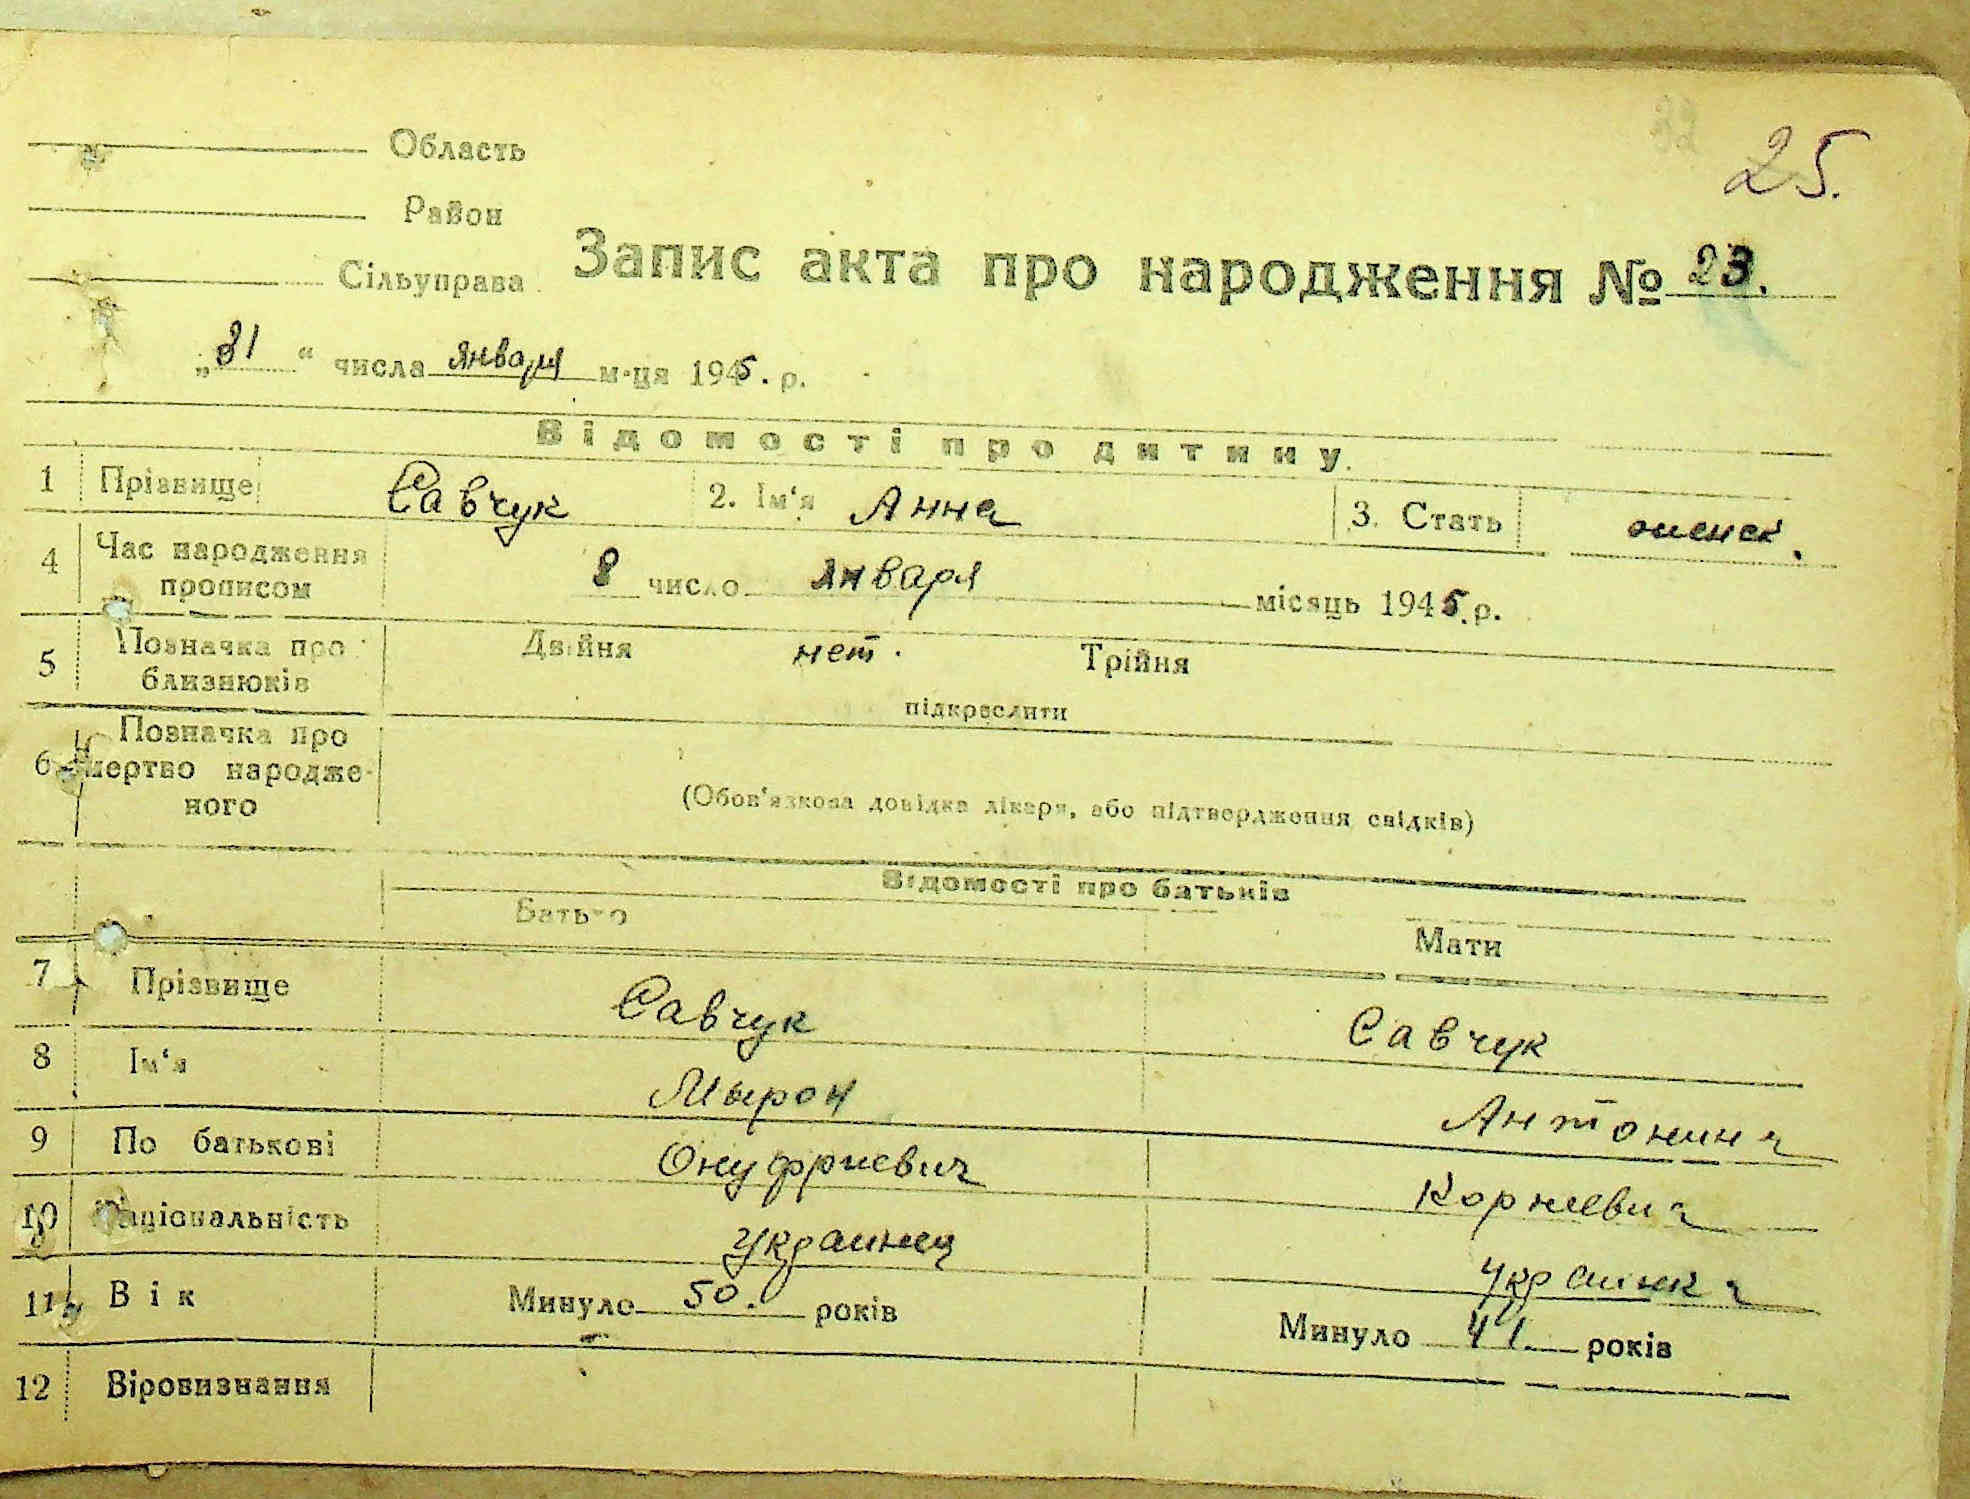 25.
Область
Район
Сільуправа
Запис акта про народження № 23.
„31“ числа января м-ця 1945. р.
Відомості про дитину.
1 Прізвище Савчук 2. Ім‘я Анна 3. Стать женск.
4 Час народження прописом 8 число января місяць 1945.р.
5 Позначка про близнюків Двійня нет. Трійня
підкреслити
6 Позначка про мертво народже-
ного
(Обов‘язкова довідка лікаря, або підтвердження свідків)
Відомості про батьків
Батько Мати
7 Прізвище Савчук Савчук
8 Ім‘я Мырон Антонина
9 По батькові Онуфриевич Корнеевна
10 Національність украинец украинка
11 Вік Минуло 50. років Минуло 41. років
12 Віровизнання